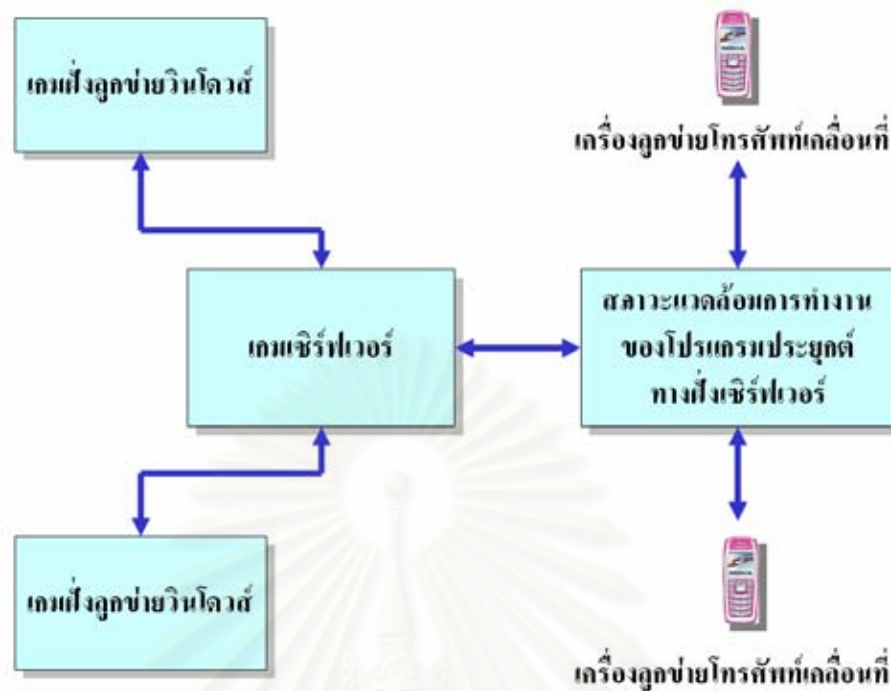 เกมฝั่งลูกข่ายวินโดวส์
เครื่องลูกข่ายโทรศัพท์เคลื่อนที่
เกมเซิร์ฟเวอร์
สภาวะแวดล้อมการทำงาน
ของโปรแกรมประยุกต์
ทางฝั่งเซิร์ฟเวอร์
เกมฝั่งลูกข่ายวินโดวส์
เครื่องลูกข่ายโทรศัพท์เคลื่อนที่